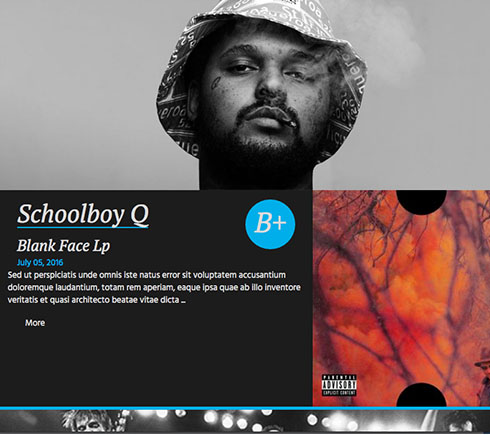 Schoolboy Q
B+
Blank Face Lp
July 05, 2016
Sed ut perspiciatis unde omnis iste natus error sit voluptatem accusantium
doloremque laudantium, totam rem aperiam, eaque ipsa quae ab illo inventore
veritatis et quasi architecto beatae vitae dicta ...
More
PARENTAL
ADVISORY
EXPLICIT CONTENT